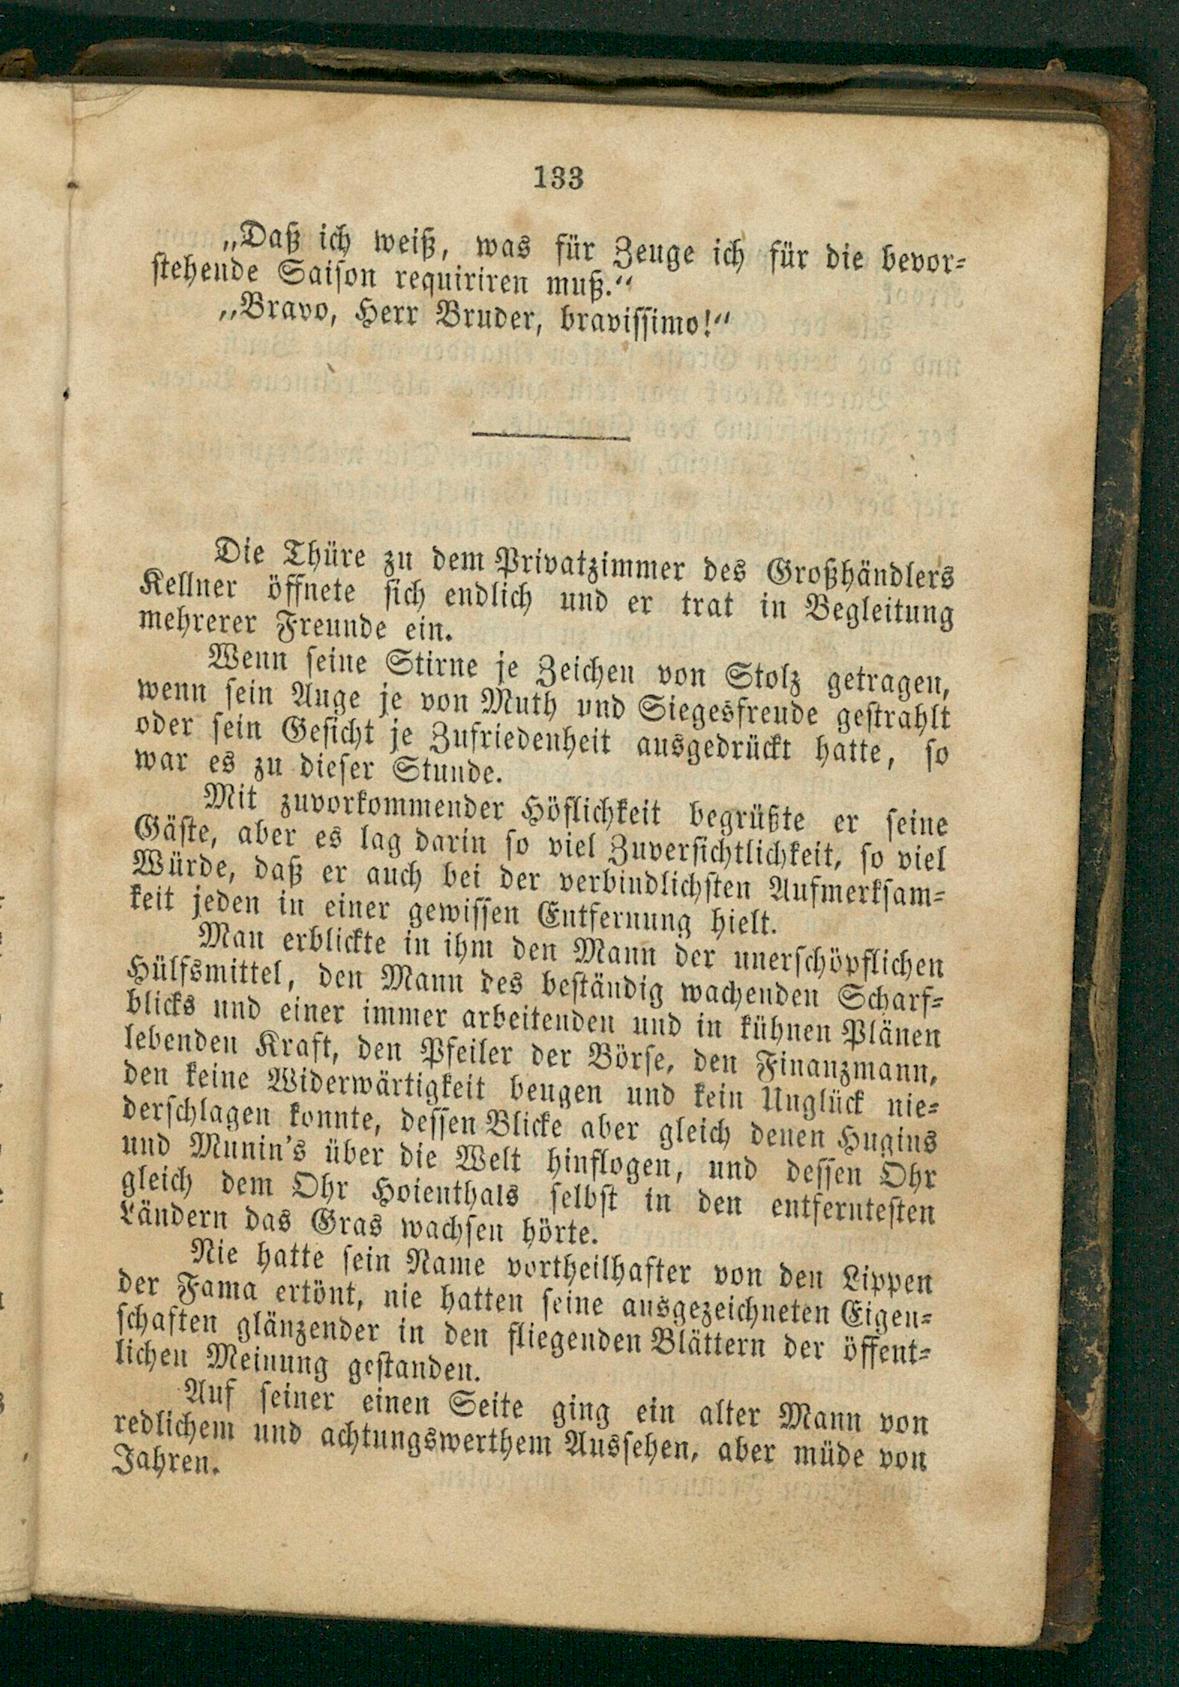 133
„Daß ich weiß, was für Zeuge ich für die bevor-
stehende Saison requiriren muß.“
„Bravo, Herr Bruder, bravissimo!“
Die Thüre zu dem Privatzimmer des Großhändlers
Kellner öffnete sich endlich und er trat in Begleitung
mehrerer Freunde ein.
Wenn seine Stirne je Zeichen von Stolz getragen,
wenn sein Auge je von Muth und Siegesfreude gestrahlt
oder sein Gesicht je Zufriedenheit ausgedrückt hatte, so
war es zu dieser Stunde.
Mit zuvorkommender Höflichkeit begrüßte er seine
Gäste, aber es lag darin so viel Zuversichtlichkeit, so viel
Würde, daß er auch bei der verbindlichsten Aufmerksam-
keit jeden in einer gewissen Entfernung hielt.
Man erblickte in ihm den Mann der unerschöpflichen
Hülfsmittel, den Mann des beständig wachenden Scharf-
blicks und einer immer arbeitenden und in kühnen Plänen
lebenden Kraft, den Pfeiler der Börse, den Finanzmann,
den keine Widerwärtigkeit beugen und kein Unglück nie-
derschlagen konnte, dessen Blicke aber gleich denen Hugins
und Munin's über die Welt hinflogen, und dessen Ohr
gleich dem Ohr Hoienthals selbst in den entferntesten
Ländern das Gras wachsen hörte.
Nie hatte sein Name vortheilhafter von den Lippen
der Fama ertönt, nie hatten seine ausgezeichneten Eigen-
schaften glänzender in den fliegenden Blättern der öffent-
lichen Meinung gestanden.
Auf seiner einen Seite ging ein alter Mann von
redlichem und achtungswerthem Aussehen, aber müde von
Jahren.